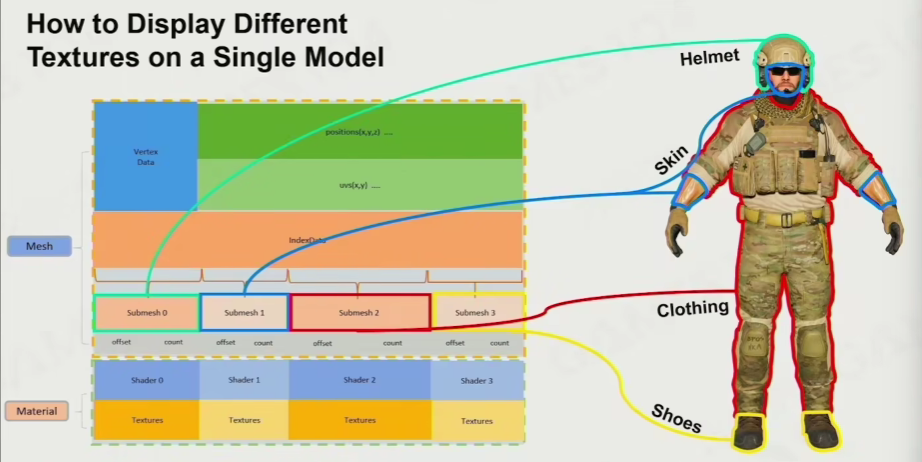 How to Display Different
Textures on a Single Model
Helmet
Skin
Clothing
Shoes
Mesh
Material
Vertex
Data
positions(x,y,z) ......
uvs(x,y) ......
IndexData
Submesh 0
Submesh 1
Submesh 2
Submesh 3
offset count offset count offset count offset count
Shader 0
Shader 1
Shader 2
Shader 3
Textures
Textures
Textures
Textures